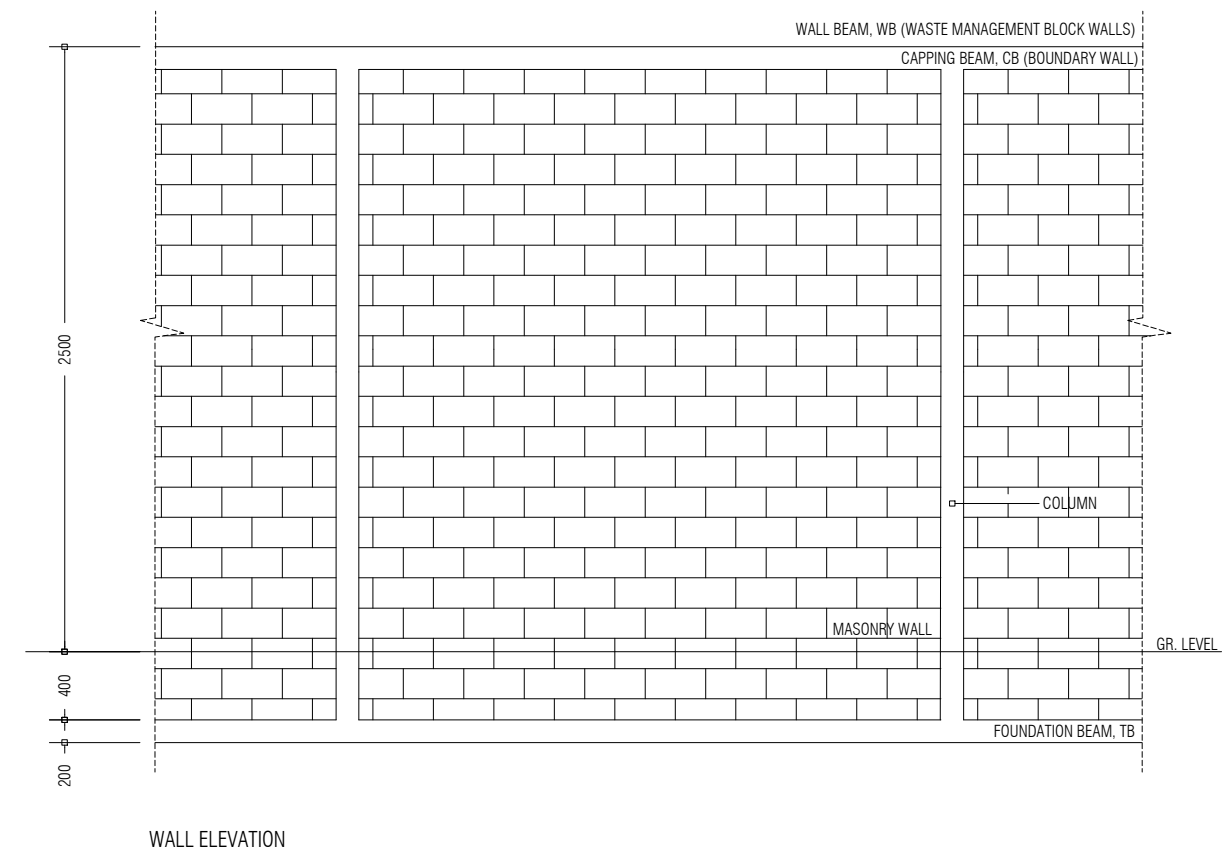 WALL BEAM, WB (WASTE MANAGEMENT BLOCK WALLS)
CAPPING BEAM, CB (BOUNDARY WALL)
2500
COLUMN
MASONRY WALL
GR. LEVEL
400
FOUNDATION BEAM, TB
200
WALL ELEVATION